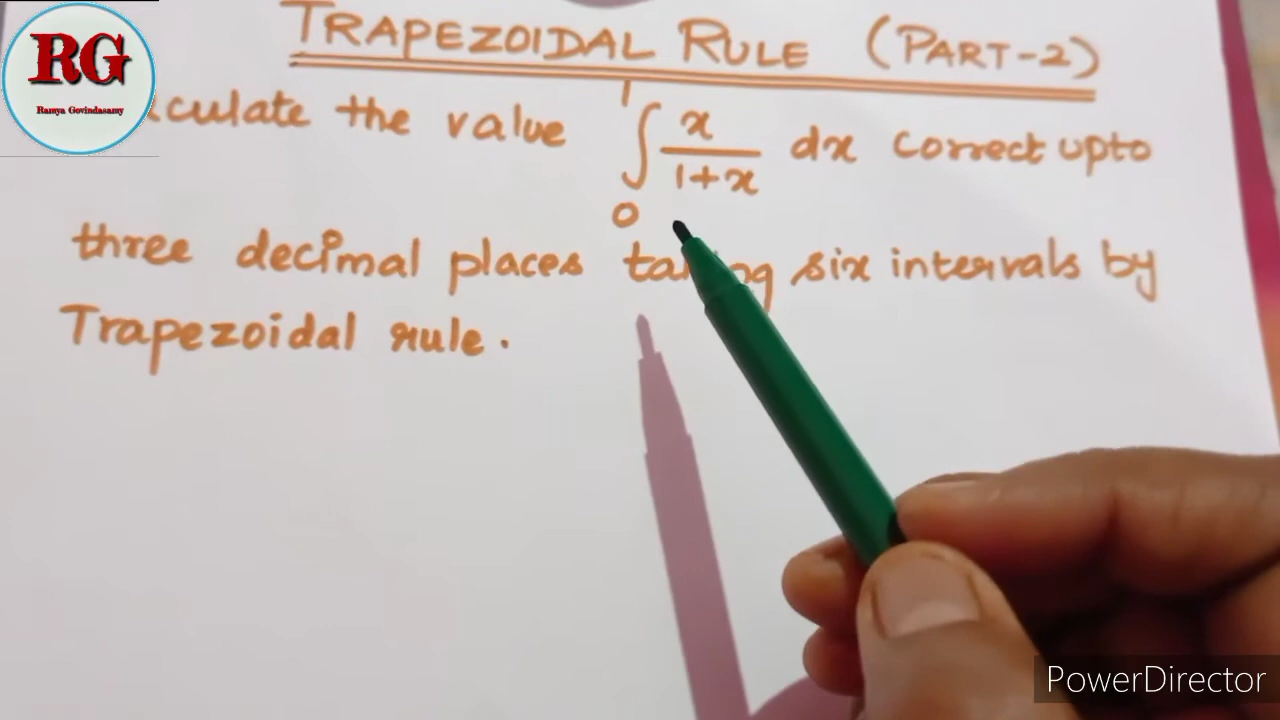 RG
Ramya Govindasamy
TRAPEZOIDAL RULE (PART-2)
the value ∫₀¹ x/(1+x) dx correct upto
three decimal places six intervals by
Trapezoidal rule.
PowerDirector